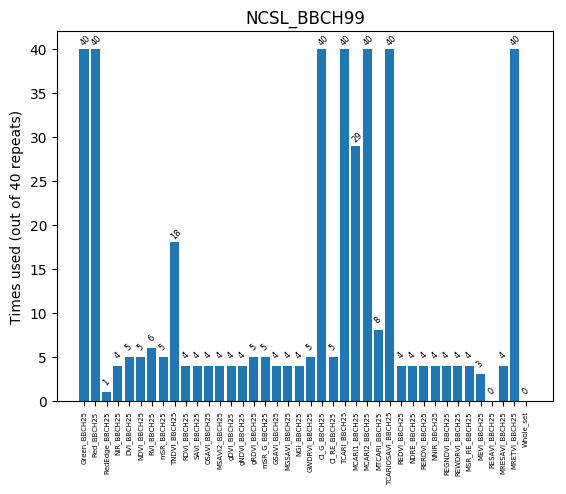 NCSL_BBCH99
Times used (out of 40 repeats)
40
35
30
25
20
15
10
5
0
40
40
1
4
5
5
6
5
18
4
4
4
4
4
4
5
5
4
4
4
5
40
5
40
29
40
8
40
4
4
4
4
4
4
4
3
0
4
40
0
Green_BBCH25
Red_BBCH25
RedEdge_BBCH25
NIR_BBCH25
DVI_BBCH25
NDVI_BBCH25
RVI_BBCH25
mSR_BBCH25
TNDVI_BBCH25
RDVI_BBCH25
SAVI_BBCH25
OSAVI_BBCH25
MSAVI2_BBCH25
gDVI_BBCH25
gNDVI_BBCH25
gRDVI_BBCH25
mSR_G_BBCH25
GSAVI_BBCH25
MGSAVI_BBCH25
NGI_BBCH25
GWDRVI_BBCH25
CI_G_BBCH25
CI_RE_BBCH25
TCARI_BBCH25
MCARI1_BBCH25
MCARI2_BBCH25
MTCARI_BBCH25
TCARIOSAVI_BBCH25
REDVI_BBCH25
NDRE_BBCH25
RERDVI_BBCH25
NNIR_BBCH25
REGNDVI_BBCH25
REWDRVI_BBCH25
MSR_RE_BBCH25
MEVI_BBCH25
RESAVI_BBCH25
MRESAVI_BBCH25
MRETVI_BBCH25
Whole_set